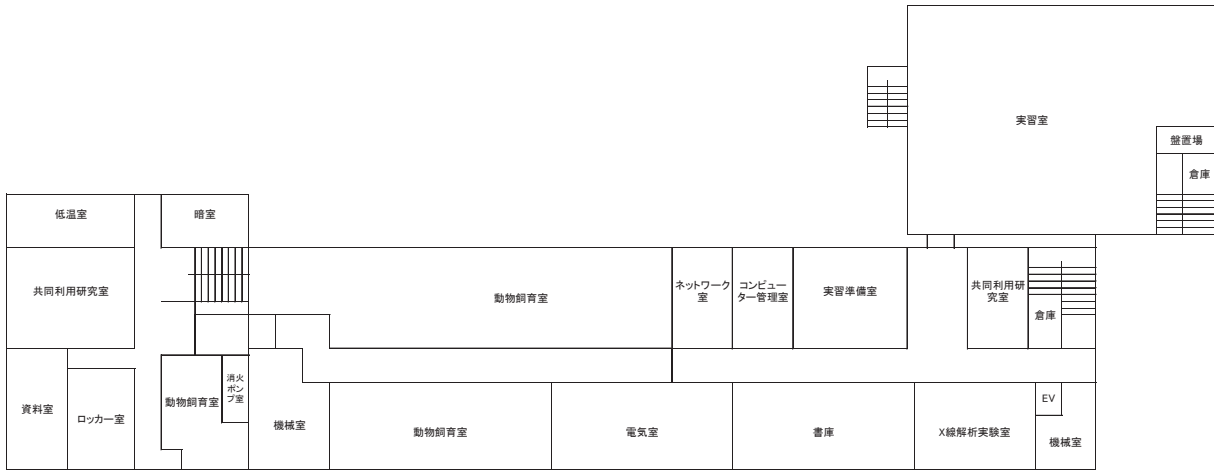 実習室
盤置場
倉庫
低温室
暗室
共同利用研究室
動物飼育室
ネットワーク
室
コンピュー
ター管理室
実習準備室
共同利用研
究室
倉庫
資料室
ロッカー室
動物飼育室
消火
ポン
プ室
機械室
動物飼育室
電気室
書庫
X線解析実験室
EV
機械室